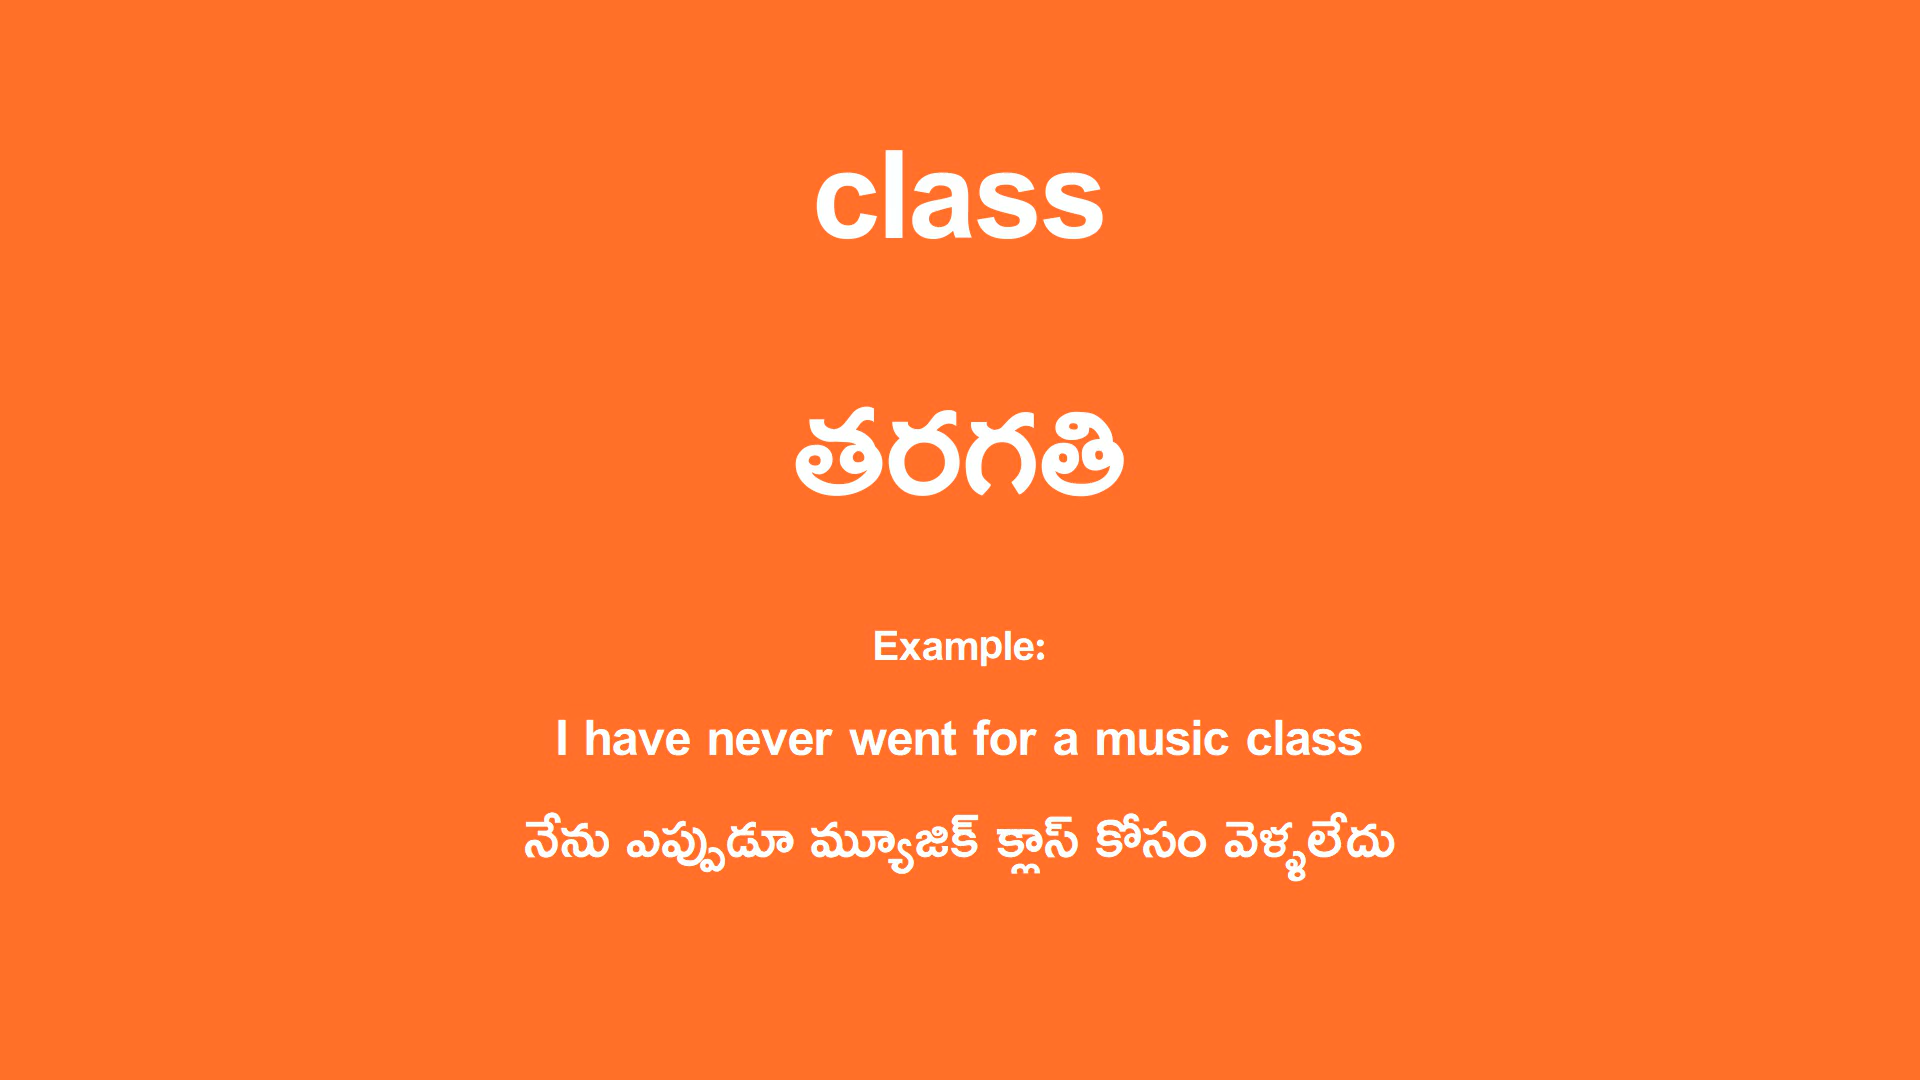 class
తరగతి
Example:
I have never went for a music class
నేను ఎప్పుడూ మ్యూజిక్ క్లాస్ కోసం వెళ్ళలేదు